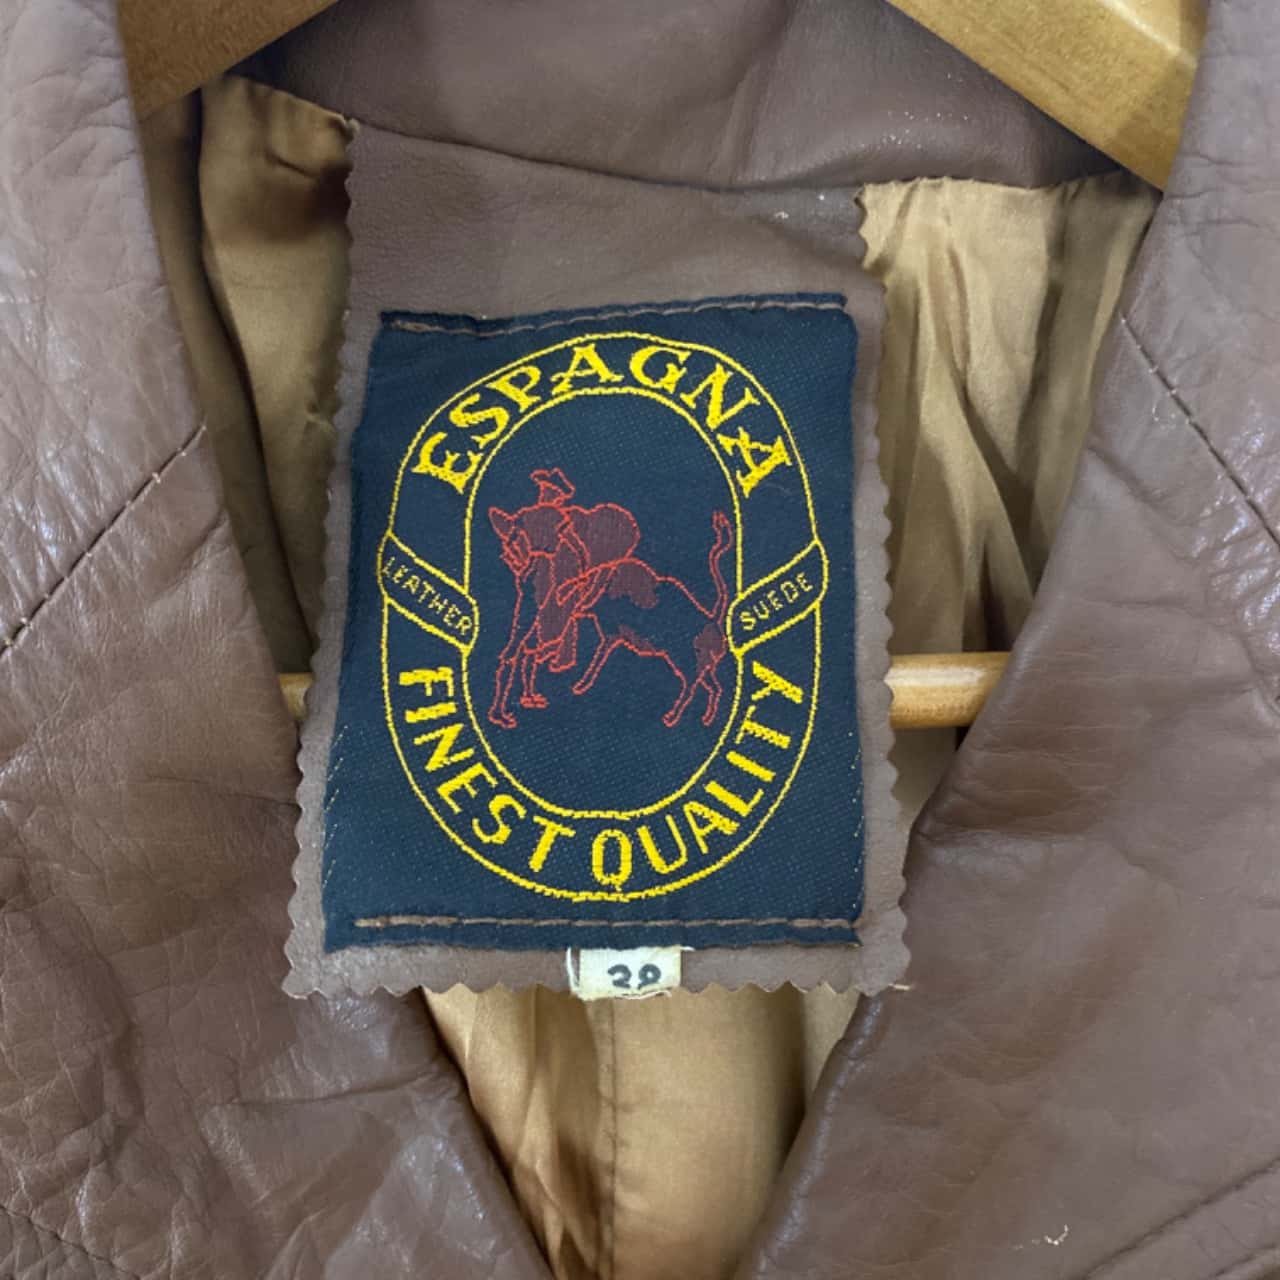 ESPAGNA
LEATHER
SUEDE
FINEST QUALITY